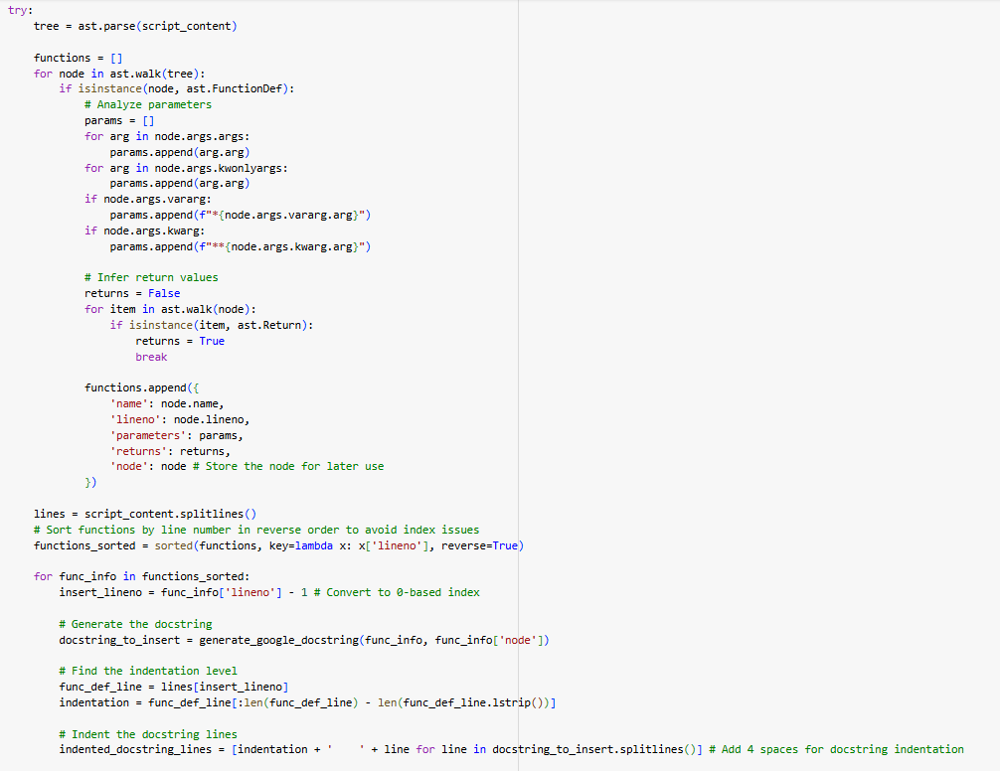 try:
    tree = ast.parse(script_content)

    functions = []
    for node in ast.walk(tree):
        if isinstance(node, ast.FunctionDef):
            # Analyze parameters
            params = []
            for arg in node.args.args:
                params.append(arg.arg)
            for arg in node.args.kwonlyargs:
                params.append(arg.arg)
            if node.args.vararg:
                params.append(f"*{node.args.vararg.arg}")
            if node.args.kwarg:
                params.append(f"**{node.args.kwarg.arg}")

            # Infer return values
            returns = False
            for item in ast.walk(node):
                if isinstance(item, ast.Return):
                    returns = True
                    break

            functions.append({
                'name': node.name,
                'lineno': node.lineno,
                'parameters': params,
                'returns': returns,
                'node': node # Store the node for later use
            })

    lines = script_content.splitlines()
    # Sort functions by line number in reverse order to avoid index issues
    functions_sorted = sorted(functions, key=lambda x: x['lineno'], reverse=True)

    for func_info in functions_sorted:
        insert_lineno = func_info['lineno'] - 1 # Convert to 0-based index

        # Generate the docstring
        docstring_to_insert = generate_google_docstring(func_info, func_info['node'])

        # Find the indentation level
        func_def_line = lines[insert_lineno]
        indentation = func_def_line[:len(func_def_line) - len(func_def_line.lstrip())]

        # Indent the docstring lines
        indented_docstring_lines = [indentation + '    ' + line for line in docstring_to_insert.splitlines()] # Add 4 spaces for docstring indentation